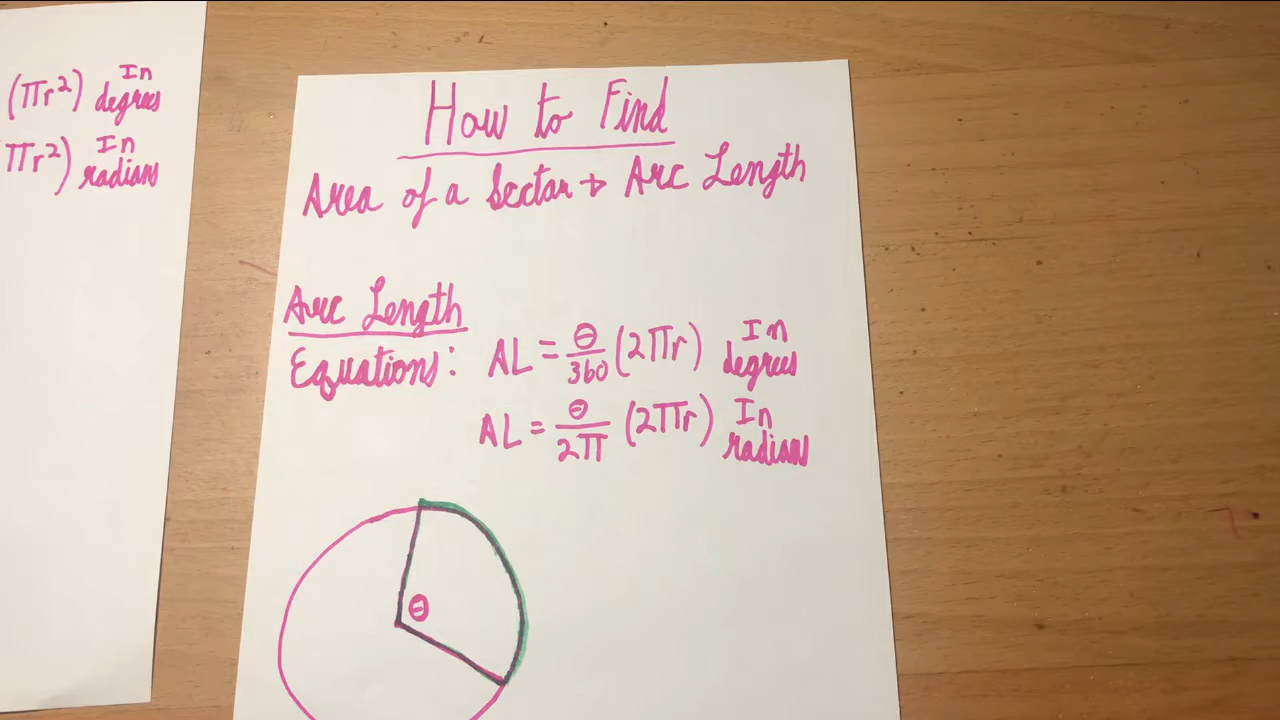 (πr²) In degrees
πr²) In radians
How to Find
Area of a Sector + Arc Length
Arc Length
Equations: AL = θ/360 (2πr) In degrees
AL = θ/2π (2πr) In radians
θ